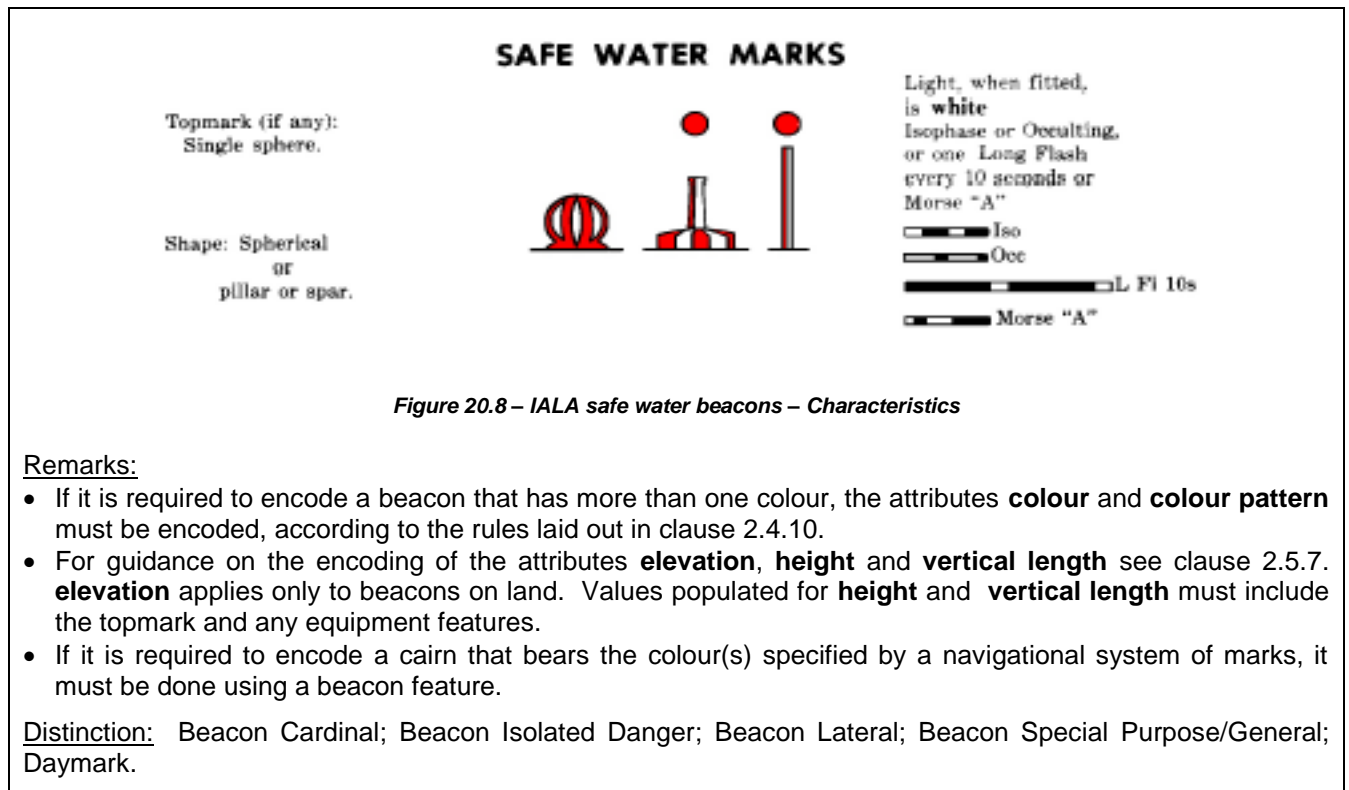 SAFE WATER MARKS
Topmark (if any):
Single sphere.
Shape: Spherical
or
pillar or spar.
Light, when fitted,
is white
Isophase or Occulting,
or one Long Flash
every 10 seconds or
Morse "A"
Iso
Occ
L Fl 10s
Morse "A"
Figure 20.8 – IALA safe water beacons – Characteristics
Remarks:
• If it is required to encode a beacon that has more than one colour, the attributes colour and colour pattern
must be encoded, according to the rules laid out in clause 2.4.10.
• For guidance on the encoding of the attributes elevation, height and vertical length see clause 2.5.7.
elevation applies only to beacons on land. Values populated for height and vertical length must include
the topmark and any equipment features.
• If it is required to encode a cairn that bears the colour(s) specified by a navigational system of marks, it
must be done using a beacon feature.
Distinction: Beacon Cardinal; Beacon Isolated Danger; Beacon Lateral; Beacon Special Purpose/General;
Daymark.